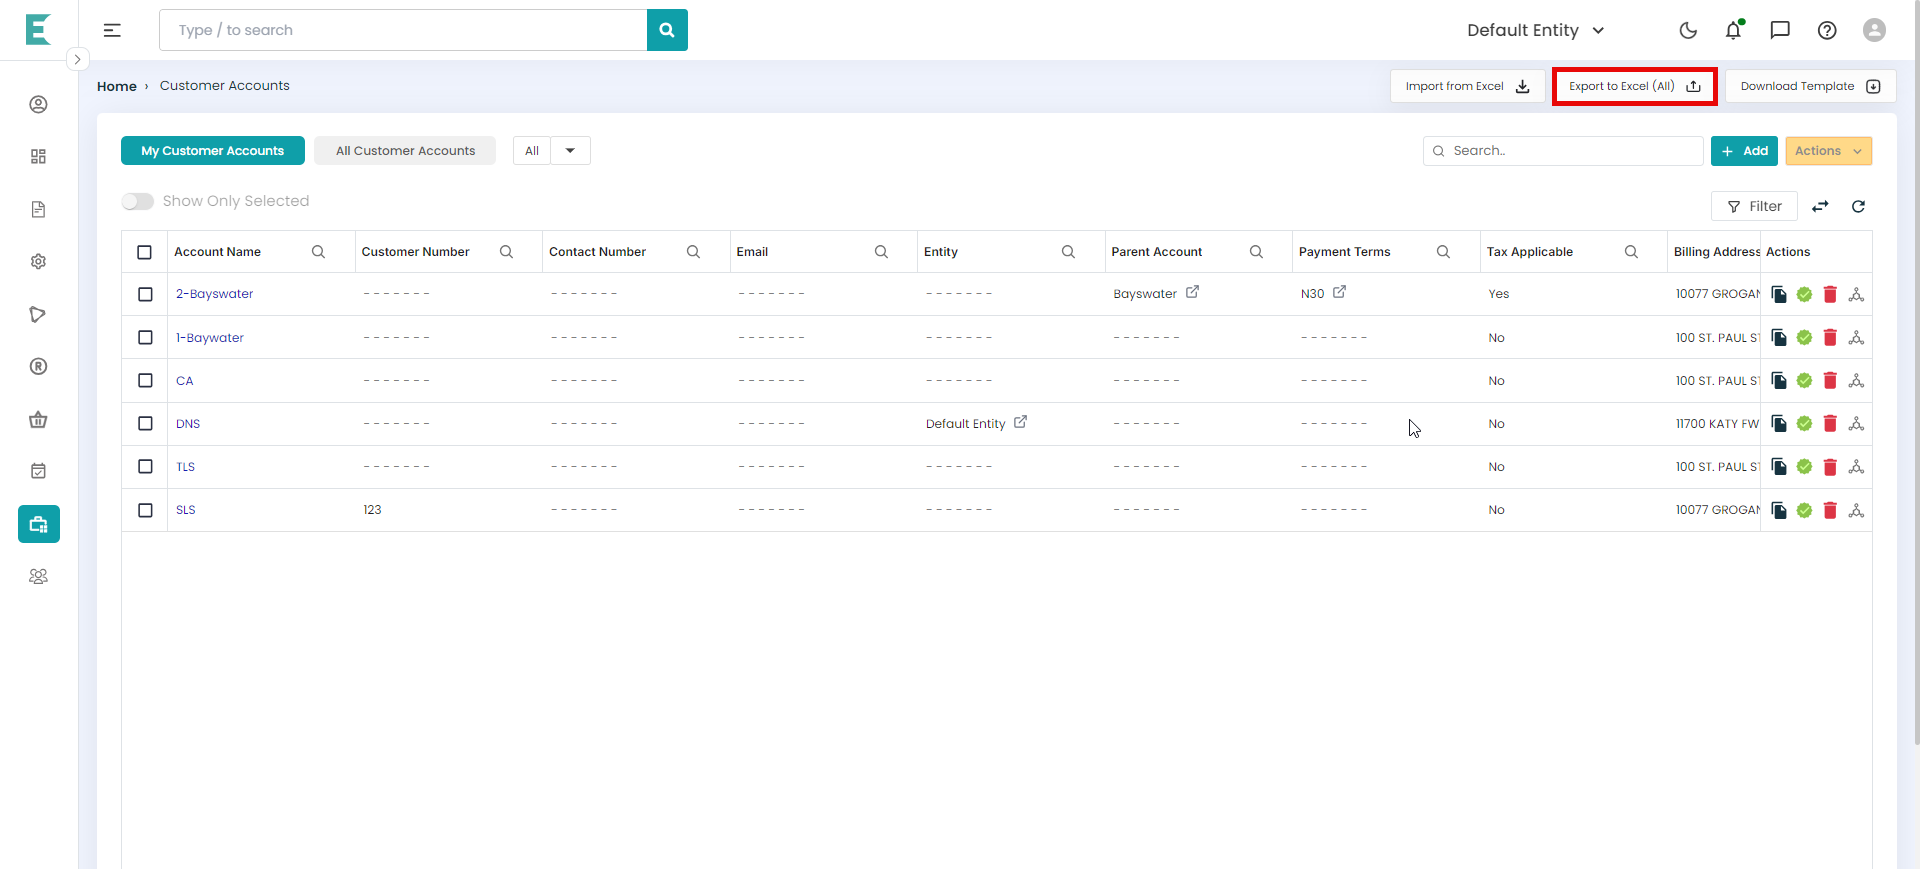 Type / to search
Default Entity
Home › Customer Accounts
Import from Excel
Export to Excel (All)
Download Template
My Customer Accounts
All Customer Accounts
All
Search..
+ Add
Actions
Show Only Selected
Filter
Account Name Customer Number Contact Number Email Entity Parent Account Payment Terms Tax Applicable Billing Address Actions
2-Bayswater ------- ------- ------- ------- Bayswater N30 Yes 10077 GROGAN
1-Baywater ------- ------- ------- ------- ------- ------- No 100 ST. PAUL ST
CA ------- ------- ------- ------- ------- ------- No 100 ST. PAUL ST
DNS ------- ------- ------- Default Entity ------- ------- No 11700 KATY FW
TLS ------- ------- ------- ------- ------- ------- No 100 ST. PAUL ST
SLS 123 ------- ------- ------- ------- ------- No 10077 GROGAN